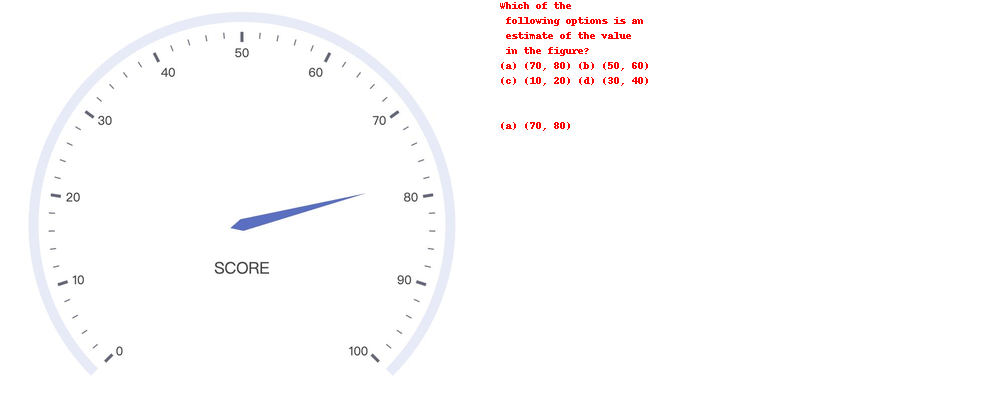 50
40
60
30
70
20
80
SCORE
10
90
0
100
Which of the
following options is an
estimate of the value
in the figure?
(a) (70, 80) (b) (50, 60)
(c) (10, 20) (d) (30, 40)
(a) (70, 80)